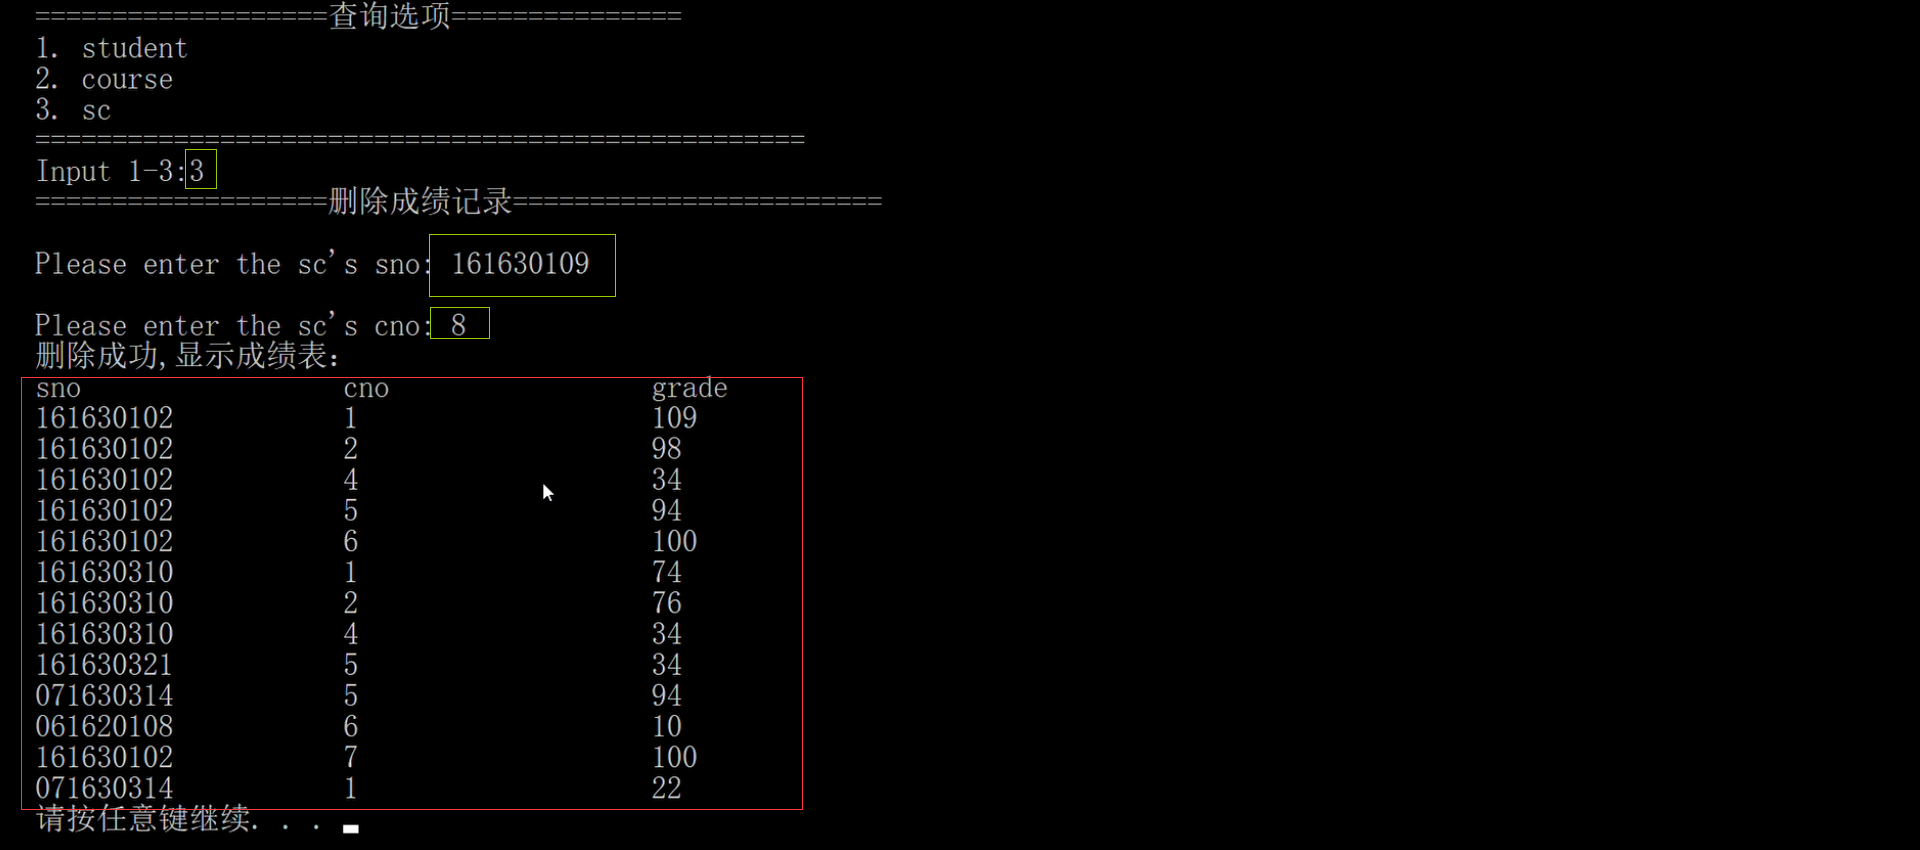 ===================查询选项===============
1. student
2. course
3. sc
==================================================
Input 1-3:3
===================删除成绩记录========================
Please enter the sc's sno: 161630109
Please enter the sc's cno: 8
删除成功,显示成绩表:
sno cno grade
161630102 1 109
161630102 2 98
161630102 4 34
161630102 5 94
161630102 6 100
161630310 1 74
161630310 2 76
161630310 4 34
161630321 5 34
071630314 5 94
061620108 6 10
161630102 7 100
071630314 1 22
请按任意键继续. . .